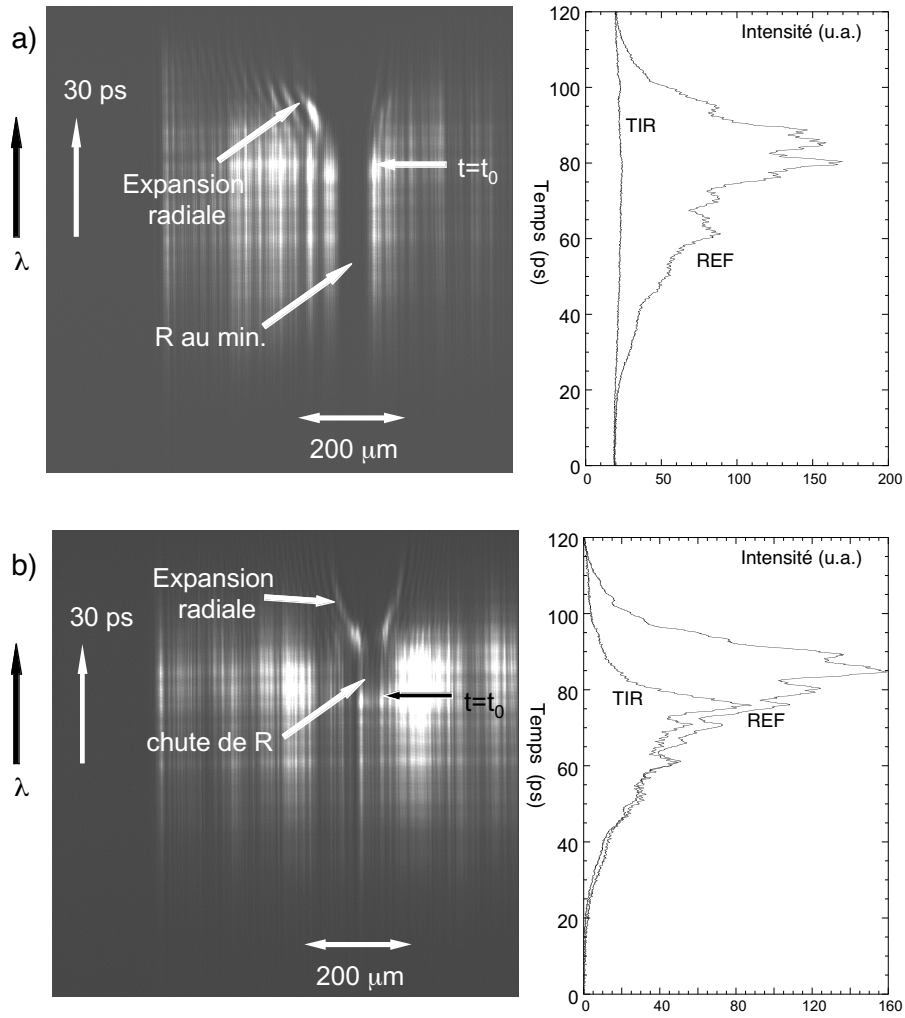 a)
30 ps
λ
Expansion
radiale
t=t0
R au min.
200 μm
Intensité (u.a.)
TIR
REF
Temps (ps)
120
100
80
60
40
20
0
0 50 100 150 200
b)
30 ps
λ
Expansion
radiale
t=t0
chute de R
200 μm
Intensité (u.a.)
TIR
REF
Temps (ps)
120
100
80
60
40
20
0
0 40 80 120 160